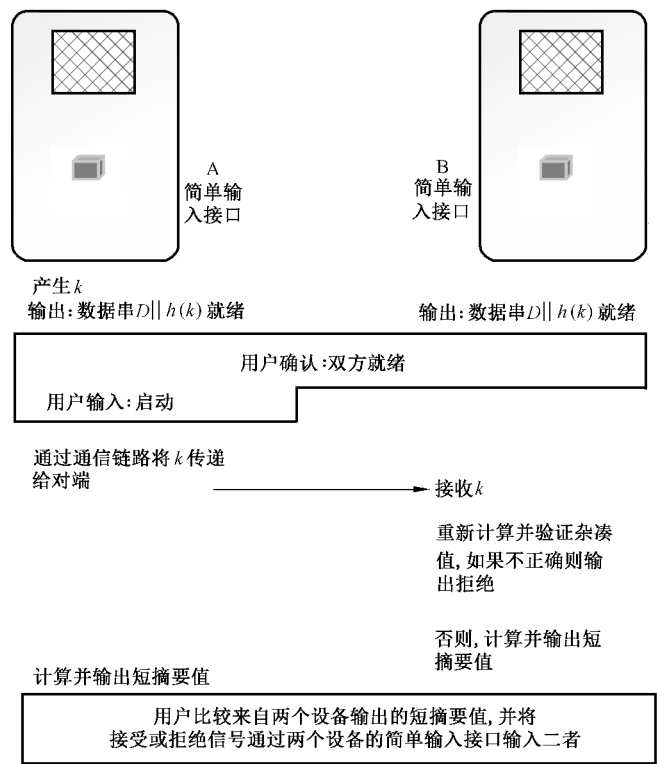 A
简单输
入接口
B
简单输
入接口
产生k
输出:数据串D||h(k)就绪
输出:数据串D||h(k)就绪
用户确认:双方就绪
用户输入:启动
通过通信链路将k传递
给对端
接收k
重新计算并验证杂凑
值,如果不正确则输
出拒绝
否则,计算并输出短
摘要值
计算并输出短摘要值
用户比较来自两个设备输出的短摘要值,并将
接受或拒绝信号通过两个设备的简单输入接口输入二者